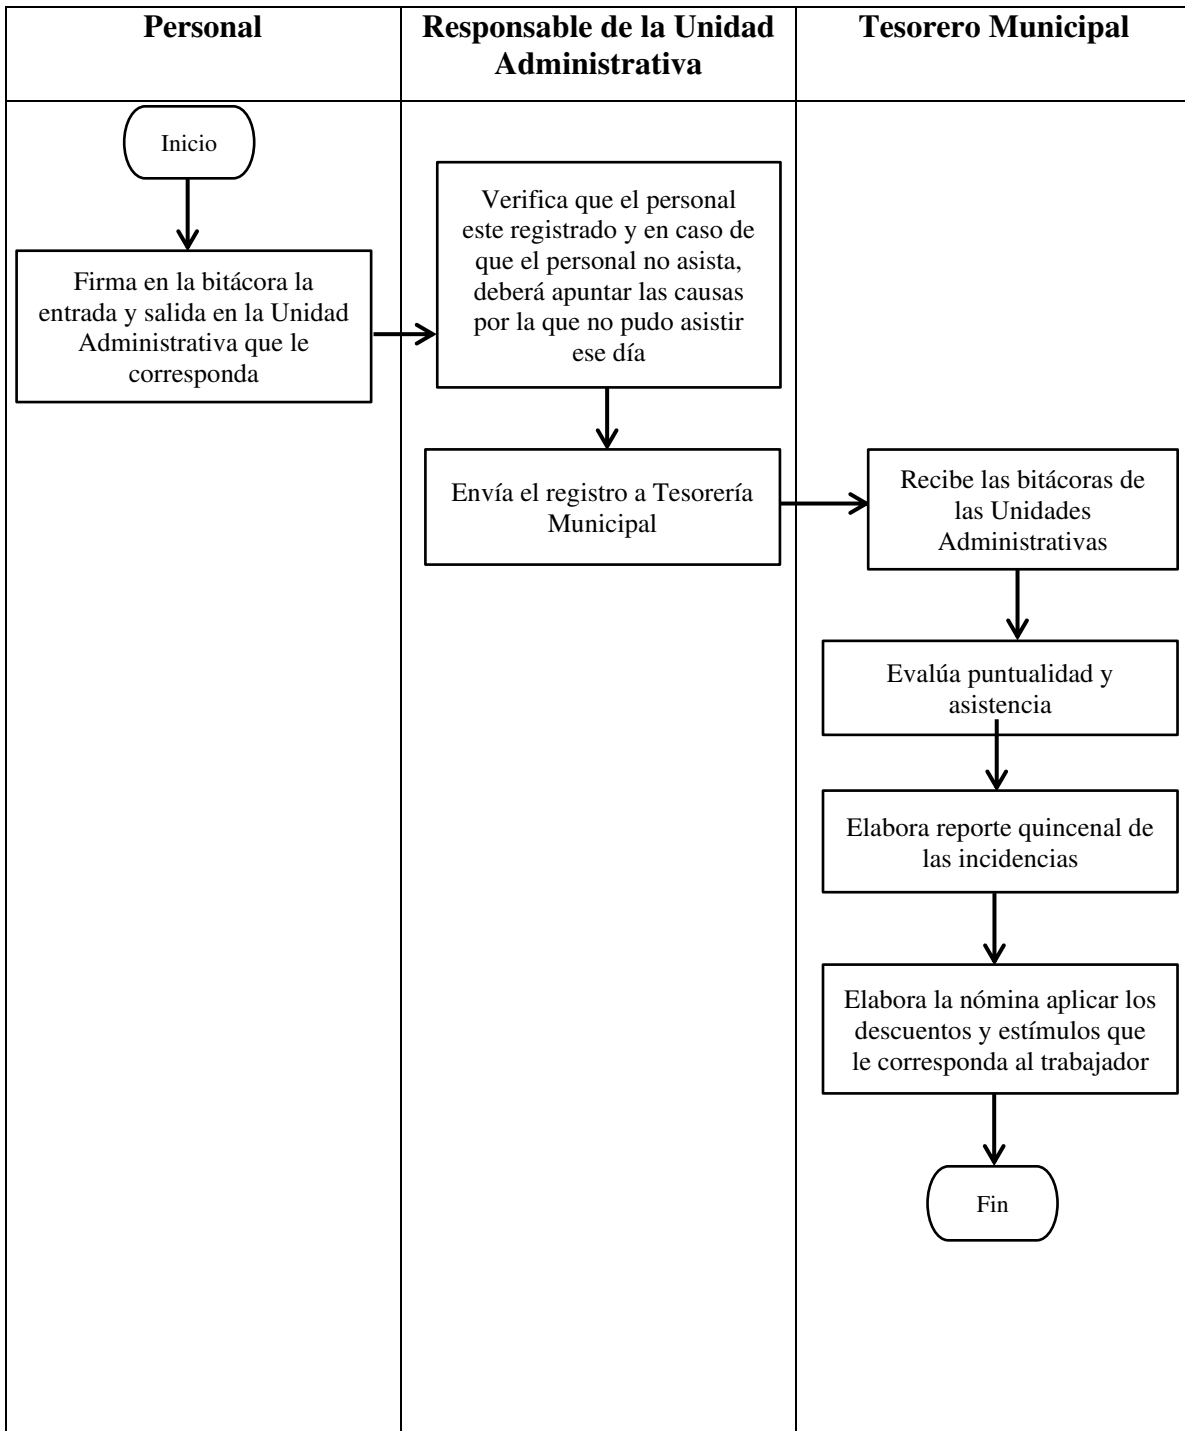 Personal
Responsable de la Unidad
Administrativa
Tesorero Municipal
Inicio
Firma en la bitácora la
entrada y salida en la Unidad
Administrativa que le
corresponda
Verifica que el personal
este registrado y en caso de
que el personal no asista,
deberá apuntar las causas
por la que no pudo asistir
ese día
Envía el registro a Tesorería
Municipal
Recibe las bitácoras de
las Unidades
Administrativas
Evalúa puntualidad y
asistencia
Elabora reporte quincenal de
las incidencias
Elabora la nómina aplicar los
descuentos y estímulos que
le corresponda al trabajador
Fin